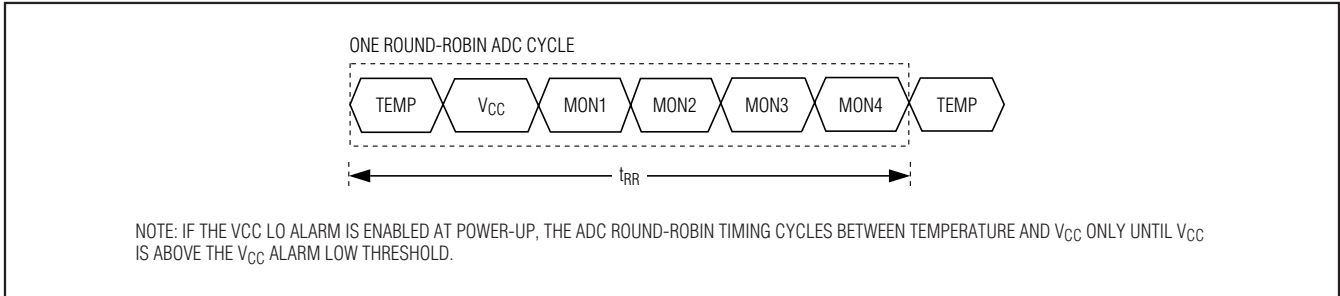 ONE ROUND-ROBIN ADC CYCLE
TEMP VCC MON1 MON2 MON3 MON4 TEMP
tRR
NOTE: IF THE VCC LO ALARM IS ENABLED AT POWER-UP, THE ADC ROUND-ROBIN TIMING CYCLES BETWEEN TEMPERATURE AND VCC ONLY UNTIL VCC
IS ABOVE THE VCC ALARM LOW THRESHOLD.